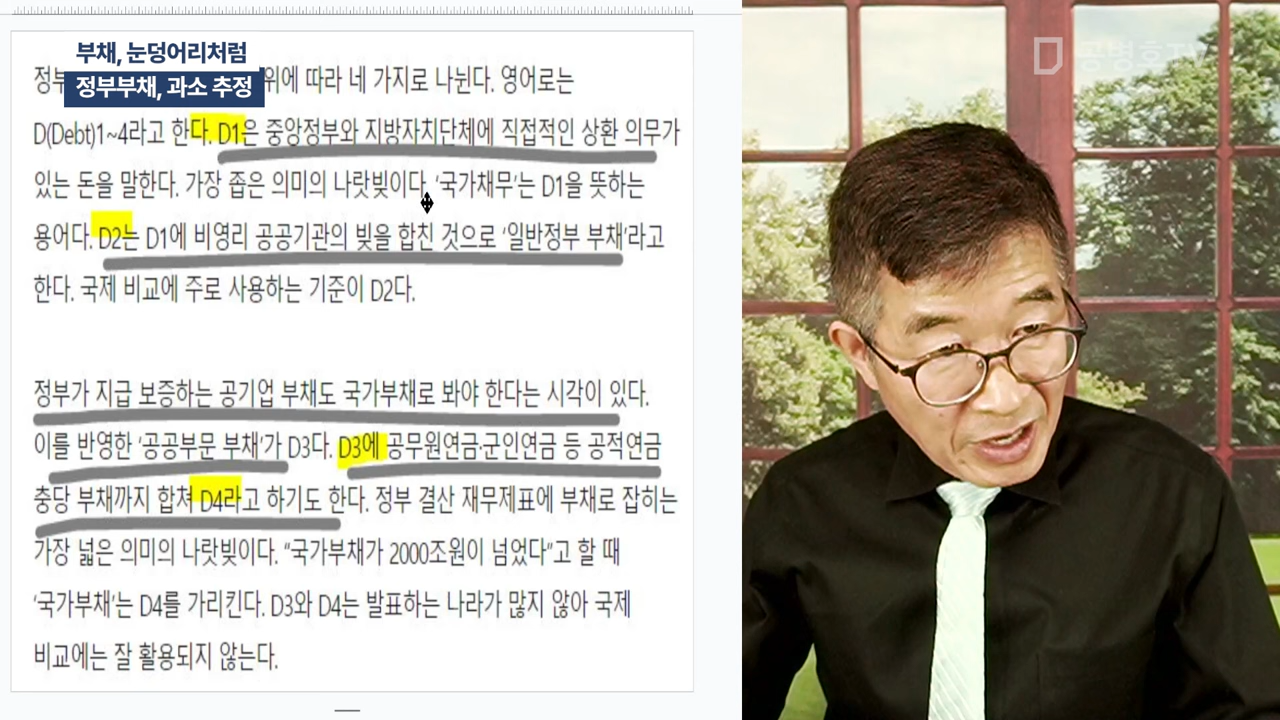 부채, 눈덩어리처럼
정부부채, 과소 추정
공병호TV
정부 위에 따라 네 가지로 나뉜다. 영어로는
D(Debt)1~4라고 한다. D1은 중앙정부와 지방자치단체에 직접적인 상환 의무가
있는 돈을 말한다. 가장 좁은 의미의 나랏빚이다. ‘국가채무’는 D1을 뜻하는
용어다. D2는 D1에 비영리 공공기관의 빚을 합친 것으로 ‘일반정부 부채’라고
한다. 국제 비교에 주로 사용하는 기준이 D2다.
정부가 지급 보증하는 공기업 부채도 국가부채로 봐야 한다는 시각이 있다.
이를 반영한 ‘공공부문 부채’가 D3다. D3에 공무원연금·군인연금 등 공적연금
충당 부채까지 합쳐 D4라고 하기도 한다. 정부 결산 재무제표에 부채로 잡히는
가장 넓은 의미의 나랏빚이다. “국가부채가 2000조원이 넘었다”고 할 때
‘국가부채’는 D4를 가리킨다. D3와 D4는 발표하는 나라가 많지 않아 국제
비교에는 잘 활용되지 않는다.